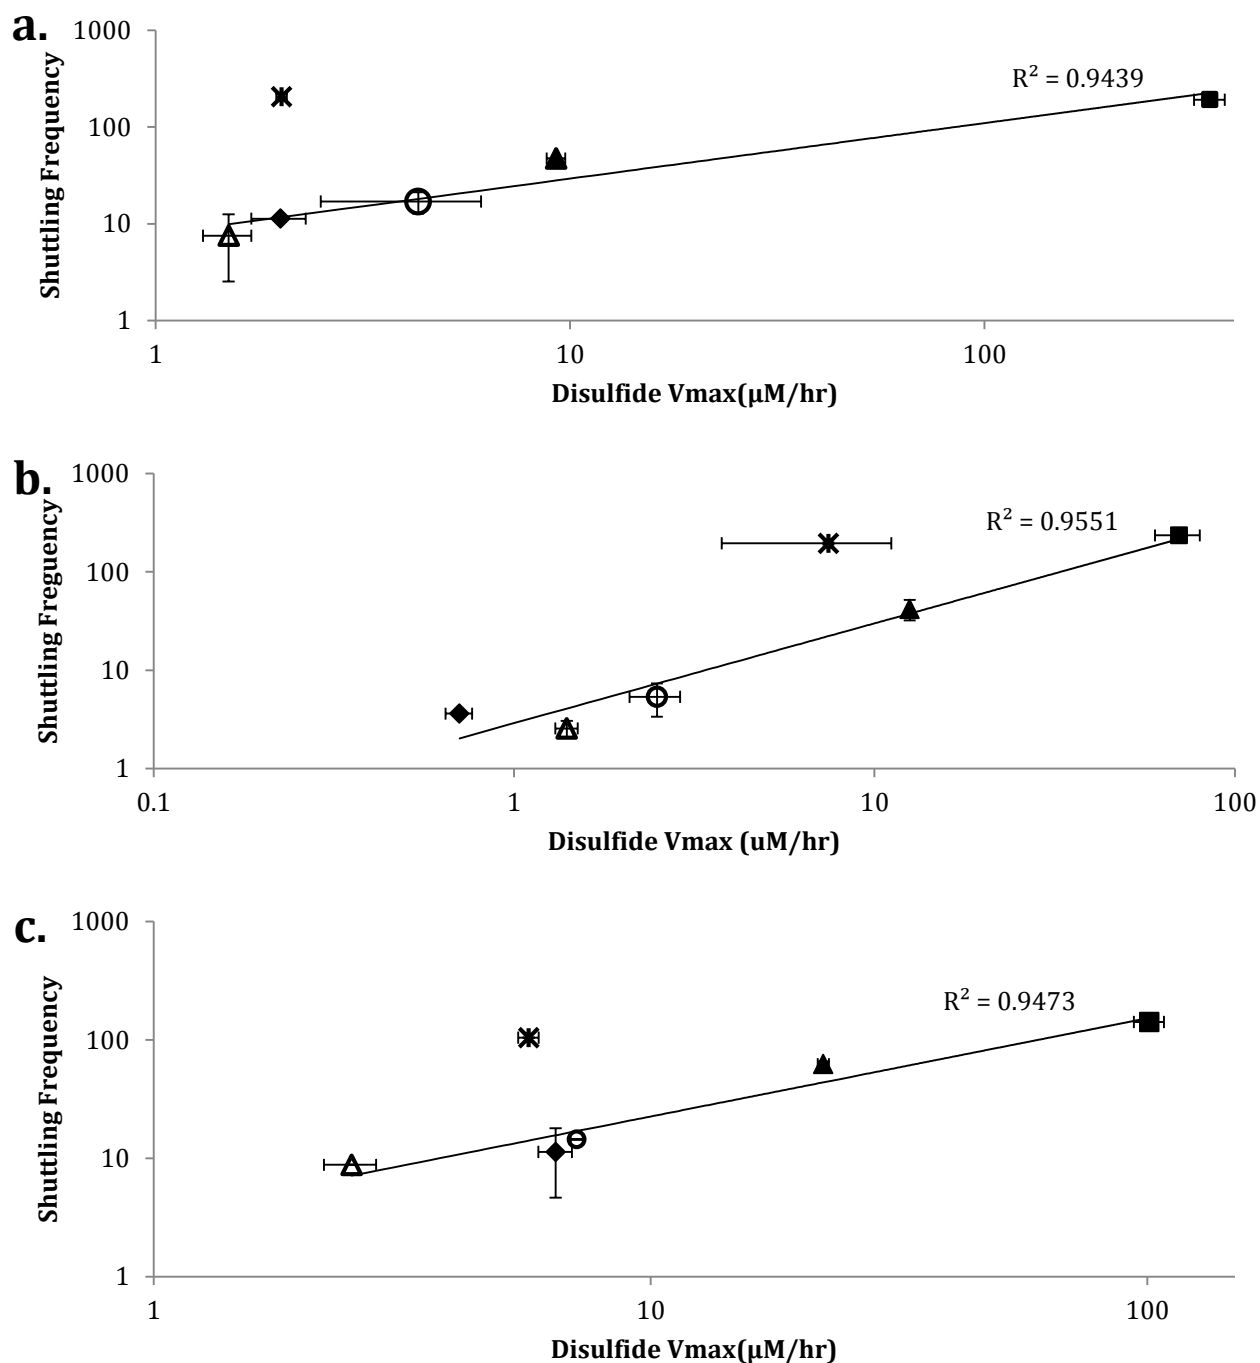 a.
1000
100
10
1
Shuttling Frequency
R² = 0.9439
1 10 100
Disulfide Vmax(µM/hr)
b.
1000
100
10
1
Shuttling Freguency
R² = 0.9551
0.1 1 10 100
Disulfide Vmax (uM/hr)
c.
1000
100
10
1
Shuttling Frequency
R² = 0.9473
1 10 100
Disulfide Vmax(µM/hr)